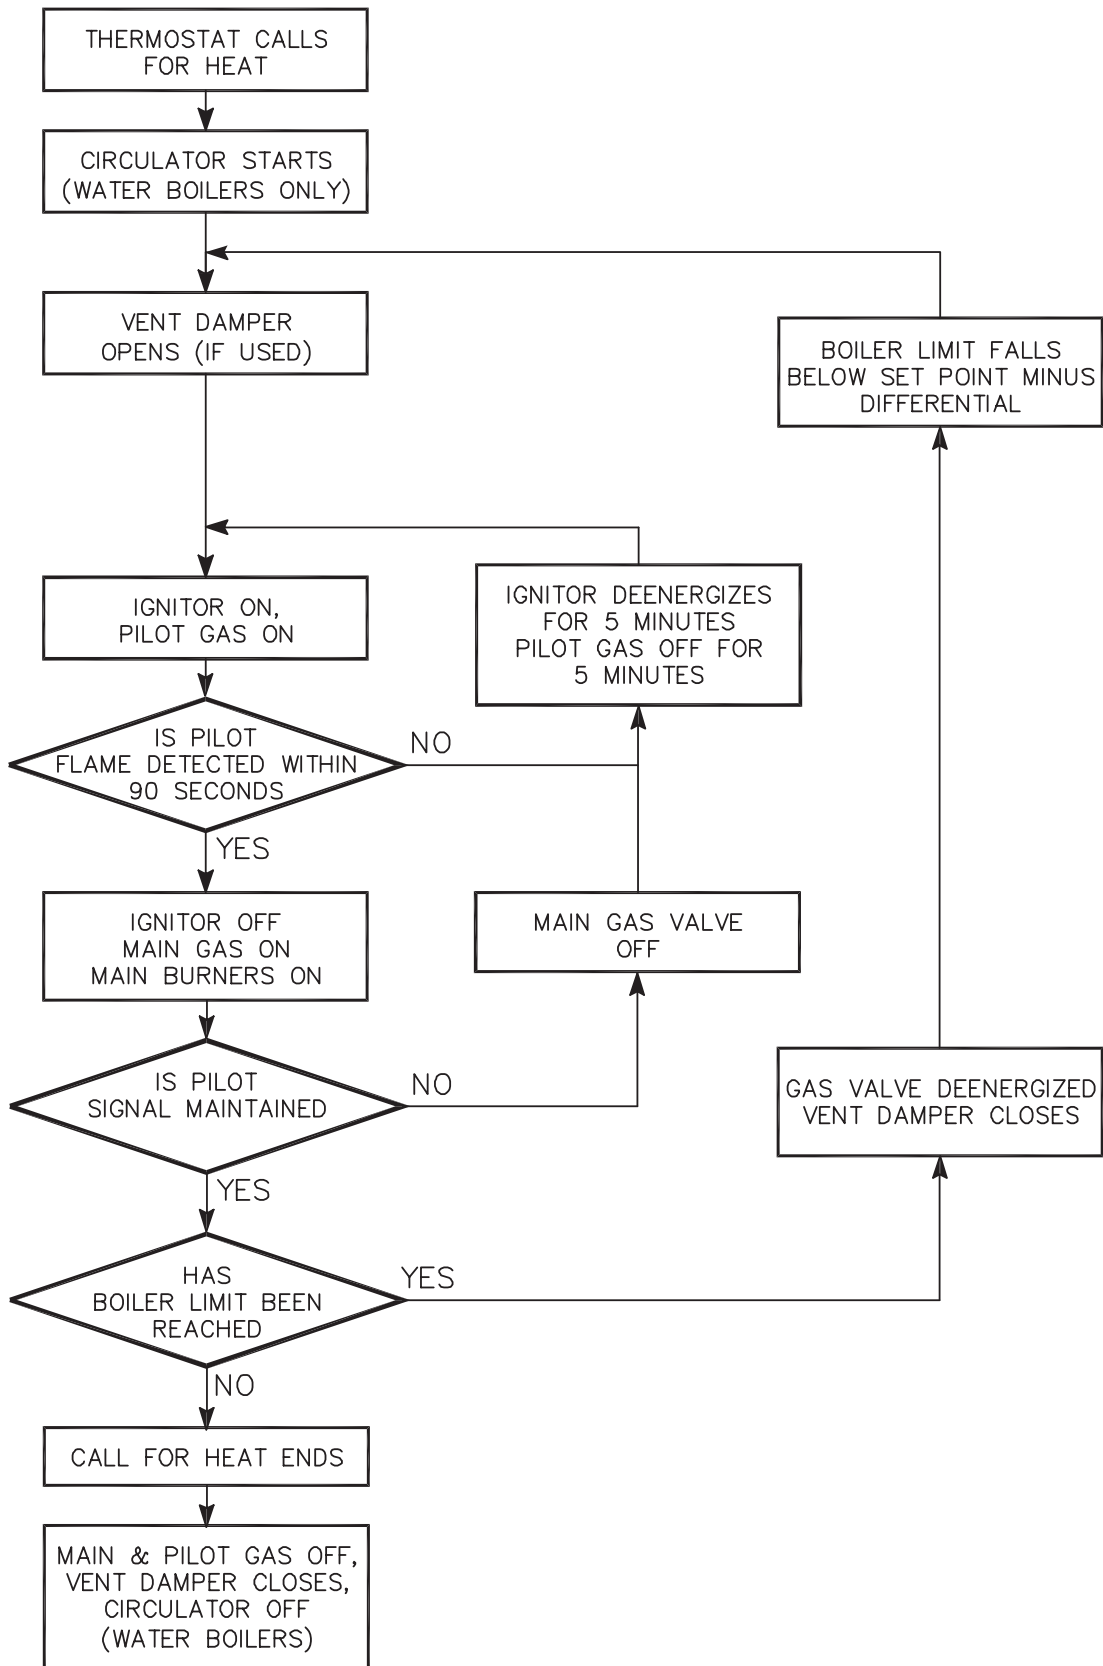 THERMOSTAT CALLS
FOR HEAT
CIRCULATOR STARTS
(WATER BOILERS ONLY)
VENT DAMPER
OPENS (IF USED)
BOILER LIMIT FALLS
BELOW SET POINT MINUS
DIFFERENTIAL
IGNITOR ON,
PILOT GAS ON
IGNITOR DEENERGIZES
FOR 5 MINUTES
PILOT GAS OFF FOR
5 MINUTES
IS PILOT
FLAME DETECTED WITHIN
90 SECONDS
NO
YES
IGNITOR OFF
MAIN GAS ON
MAIN BURNERS ON
MAIN GAS VALVE
OFF
IS PILOT
SIGNAL MAINTAINED
NO
YES
GAS VALVE DEENERGIZED
VENT DAMPER CLOSES
HAS
BOILER LIMIT BEEN
REACHED
YES
NO
CALL FOR HEAT ENDS
MAIN & PILOT GAS OFF,
VENT DAMPER CLOSES,
CIRCULATOR OFF
(WATER BOILERS)